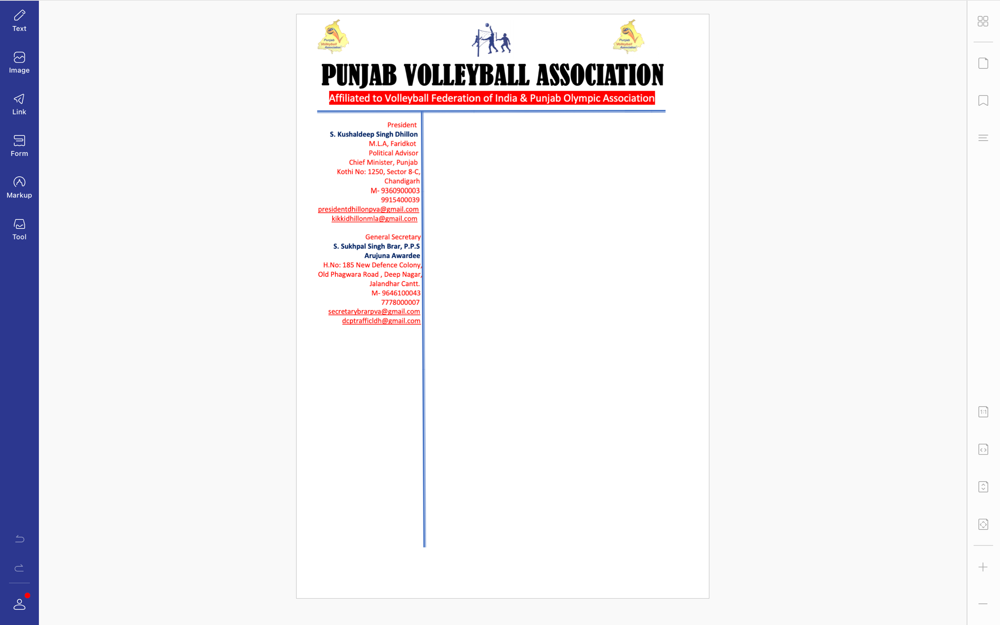 Text
Image
Link
Form
Markup
Tool
Punjab
Volleyball
Association
Punjab
Volleyball
Association
PUNJAB VOLLEYBALL ASSOCIATION
Affiliated to Volleyball Federation of India & Punjab Olympic Association
President
S. Kushaldeep Singh Dhillon
M.L.A, Faridkot
Political Advisor
Chief Minister, Punjab
Kothi No: 1250, Sector 8-C,
Chandigarh
M- 9360900003
9915400039
presidentdhillonpva@gmail.com
kikkidhillonmla@gmail.com
General Secretary
S. Sukhpal Singh Brar, P.P.S
Arujuna Awardee
H.No: 185 New Defence Colony,
Old Phagwara Road , Deep Nagar,
Jalandhar Cantt.
M- 9646100043
7778000007
secretarybrarpva@gmail.com
dcptrafficldh@gmail.com
1:1